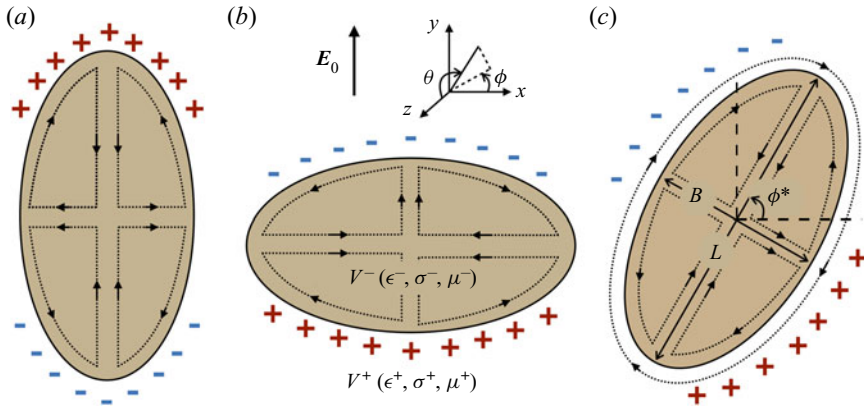 (a)
(b)
(c)
E₀
y
θ
ϕ
x
z
B
ϕ*
L
V⁻ (ϵ⁻, σ⁻, μ⁻)
V⁺ (ϵ⁺, σ⁺, μ⁺)